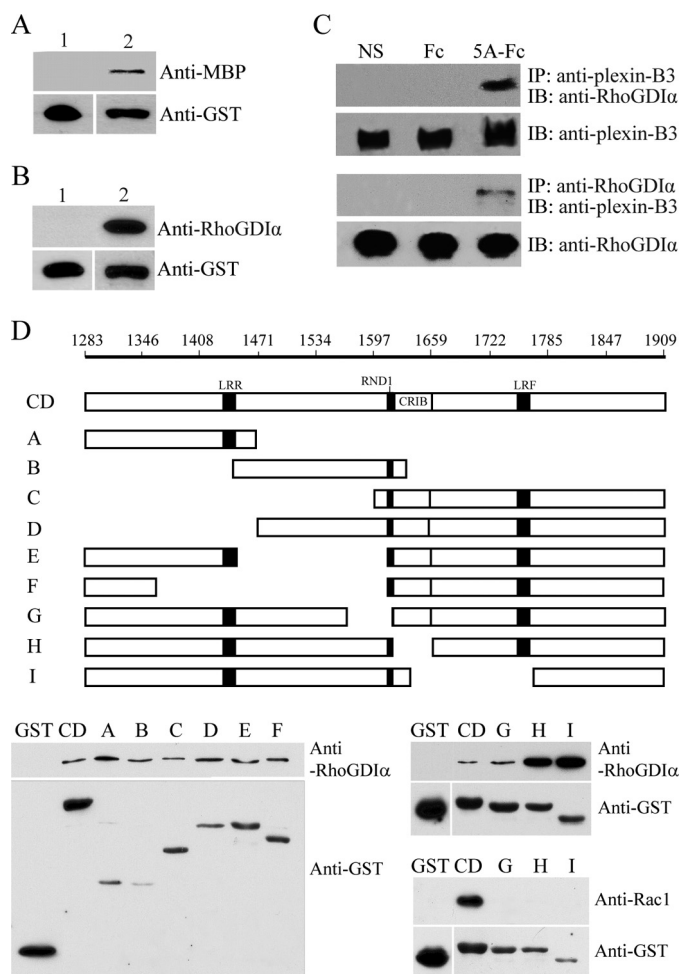 A
1 2
Anti-MBP
Anti-GST
B
1 2
Anti-RhoGDIα
Anti-GST
C
NS Fc 5A-Fc
IP: anti-plexin-B3
IB: anti-RhoGDIα
IB: anti-plexin-B3
IP: anti-RhoGDIα
IB: anti-plexin-B3
IB: anti-RhoGDIα
D
1283 1346 1408 1471 1534 1597 1659 1722 1785 1847 1909
LRR RND1 LRF
CD CRIB
A
B
C
D
E
F
G
H
I
GST CD A B C D E F
Anti
-RhoGDIα
Anti-GST
GST CD G H I
Anti
-RhoGDIα
Anti-GST
GST CD G H I
Anti-Rac1
Anti-GST